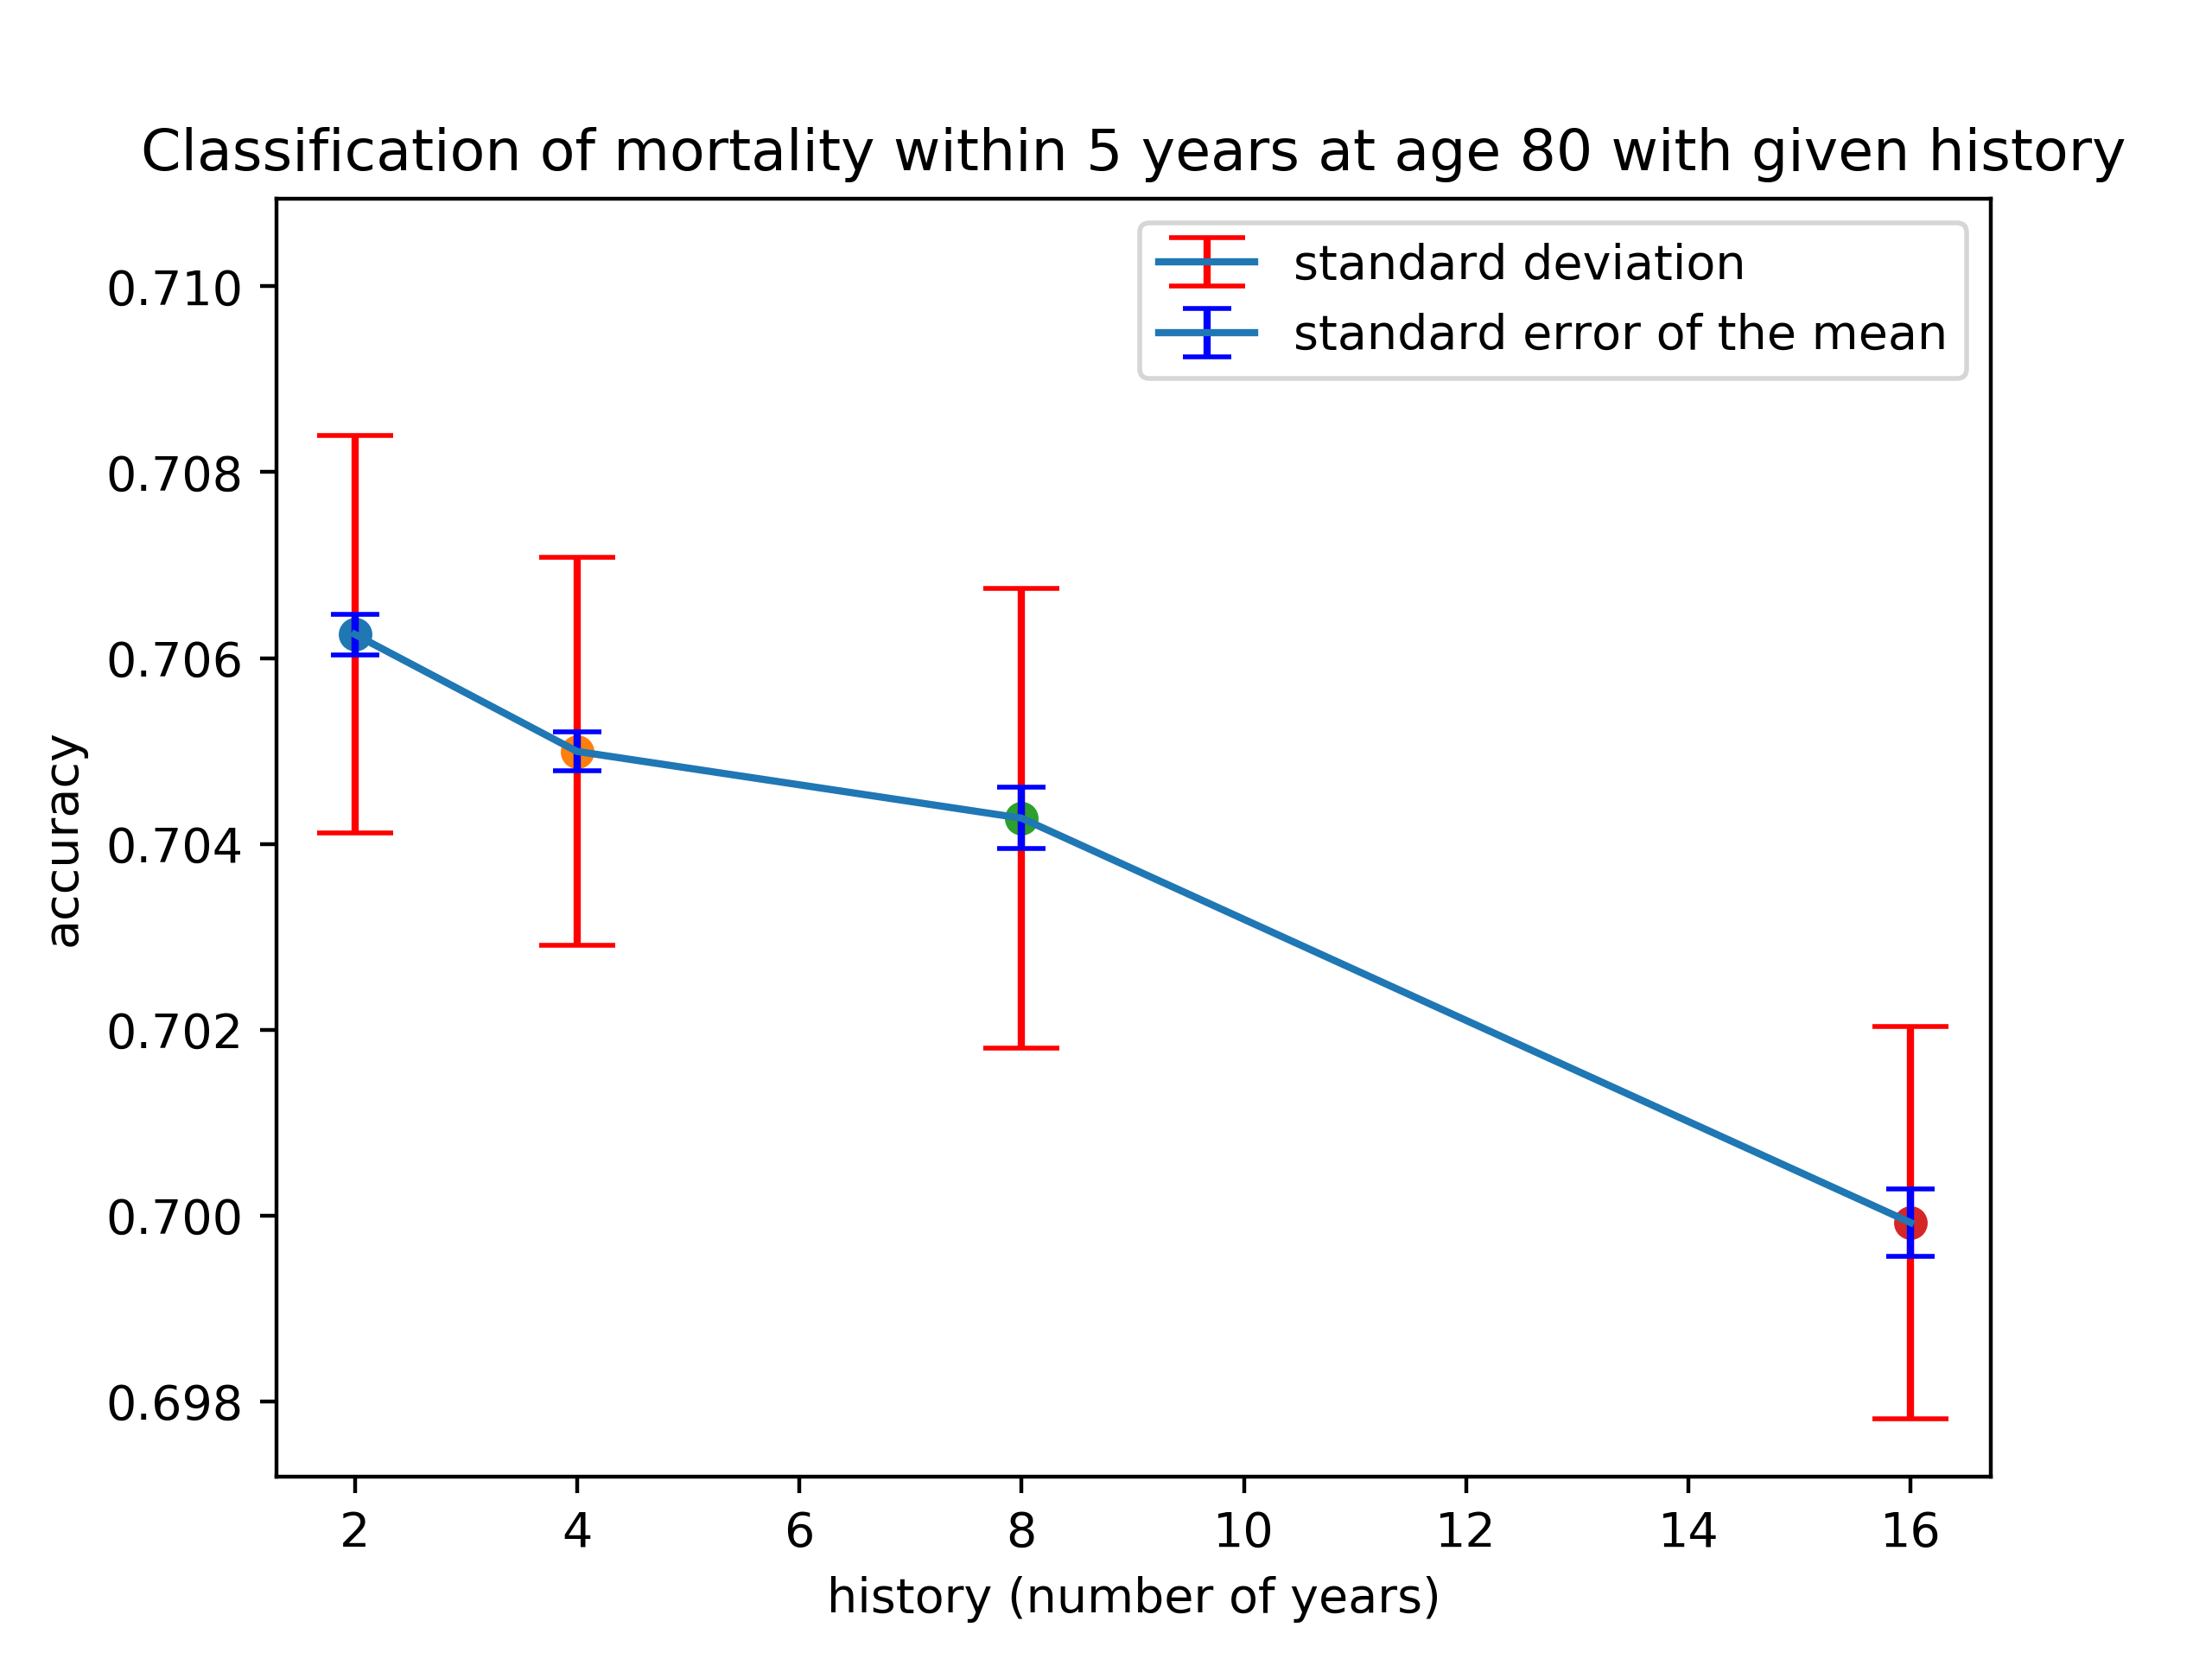 Classification of mortality within 5 years at age 80 with given history
standard deviation
standard error of the mean
0.710
0.708
0.706
0.704
0.702
0.700
0.698
accuracy
2 4 6 8 10 12 14 16
history (number of years)